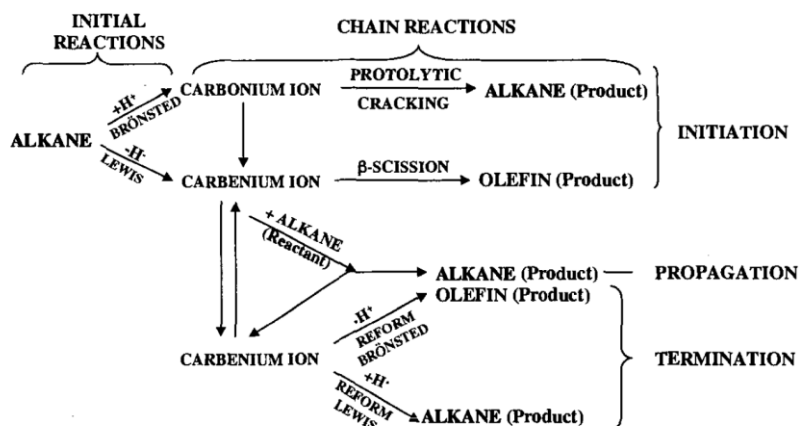 INITIAL
REACTIONS
CHAIN REACTIONS
+H⁺
BRÖNSTED
CARBONIUM ION
PROTOLYTIC
CRACKING
ALKANE (Product)
ALKANE
INITIATION
-H⁻
LEWIS
CARBENIUM ION
β-SCISSION
OLEFIN (Product)
+ ALKANE
(Reactant)
ALKANE (Product)
PROPAGATION
OLEFIN (Product)
-H⁺
REFORM
BRÖNSTED
CARBENIUM ION
TERMINATION
+H⁻
REFORM
LEWIS
ALKANE (Product)